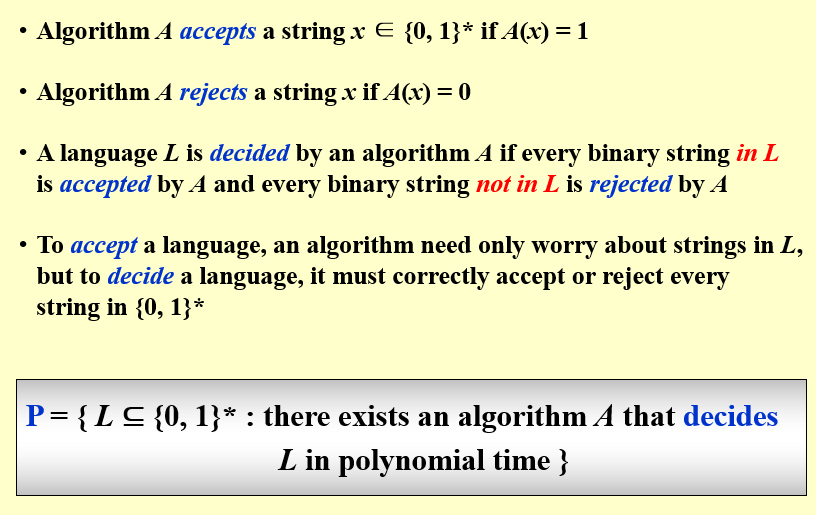 • Algorithm A accepts a string x ∈ {0, 1}* if A(x) = 1
• Algorithm A rejects a string x if A(x) = 0
• A language L is decided by an algorithm A if every binary string in L
is accepted by A and every binary string not in L is rejected by A
• To accept a language, an algorithm need only worry about strings in L,
but to decide a language, it must correctly accept or reject every
string in {0, 1}*
P = { L ⊆ {0, 1}* : there exists an algorithm A that decides
L in polynomial time }